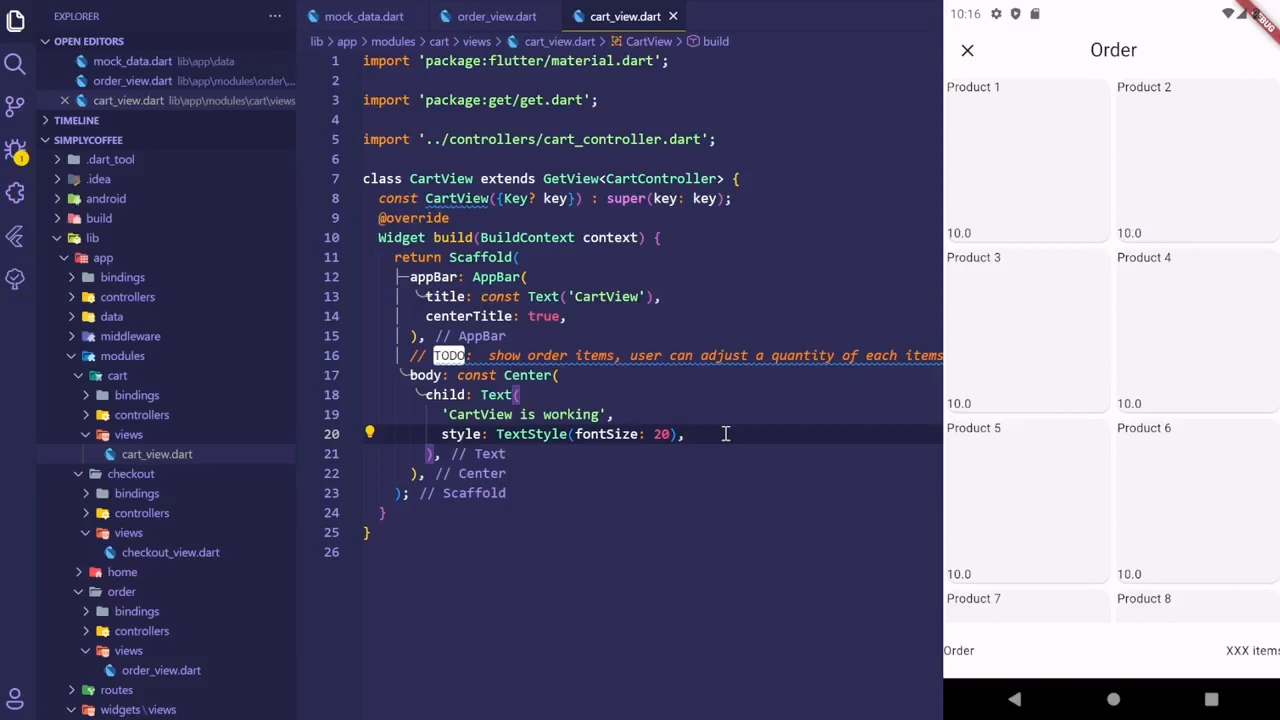 EXPLORER
OPEN EDITORS
mock_data.dart lib\app\data
order_view.dart lib\app\modules\order\...
cart_view.dart lib\app\modules\cart\views
TIMELINE
SIMPLYCOFFEE
.dart_tool
.idea
android
build
lib
app
bindings
controllers
data
middleware
modules
cart
bindings
controllers
views
cart_view.dart
checkout
bindings
controllers
views
checkout_view.dart
home
order
bindings
controllers
views
order_view.dart
routes
widgets\views
1
mock_data.dart order_view.dart cart_view.dart
lib > app > modules > cart > views > cart_view.dart > CartView > build
1 import 'package:flutter/material.dart';
2
3 import 'package:get/get.dart';
4
5 import '../controllers/cart_controller.dart';
6
7 class CartView extends GetView<CartController> {
8 const CartView({Key? key}) : super(key: key);
9 @override
10 Widget build(BuildContext context) {
11 return Scaffold(
12 appBar: AppBar(
13 title: const Text('CartView'),
14 centerTitle: true,
15 ), // AppBar
16 // TODO: show order items, user can adjust a quantity of each items
17 body: const Center(
18 child: Text(
19 'CartView is working',
20 style: TextStyle(fontSize: 20),
21 ), // Text
22 ), // Center
23 ); // Scaffold
24 }
25 }
26
10:16
Order
Product 1 Product 2
10.0 10.0
Product 3 Product 4
10.0 10.0
Product 5 Product 6
10.0 10.0
Product 7 Product 8
Order XXX items